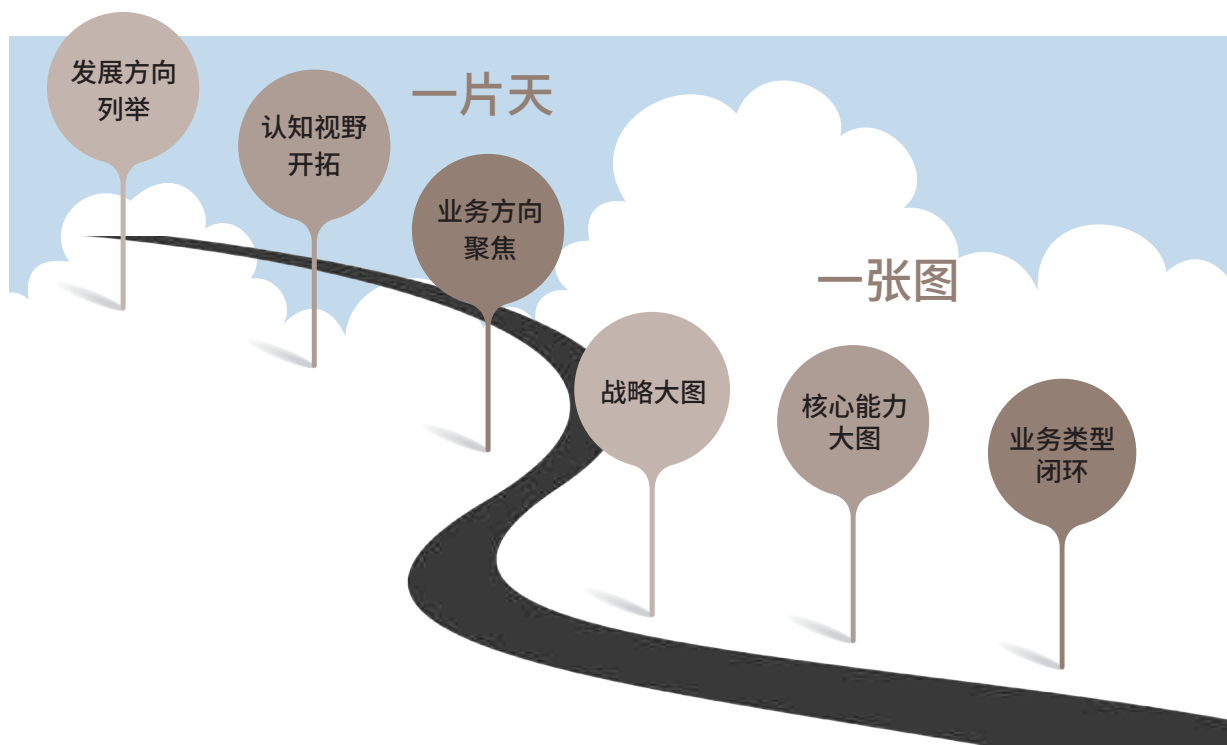 一片天
发展方向
列举
认知视野
开拓
业务方向
聚焦
一张图
战略大图
核心能力
大图
业务类型
闭环